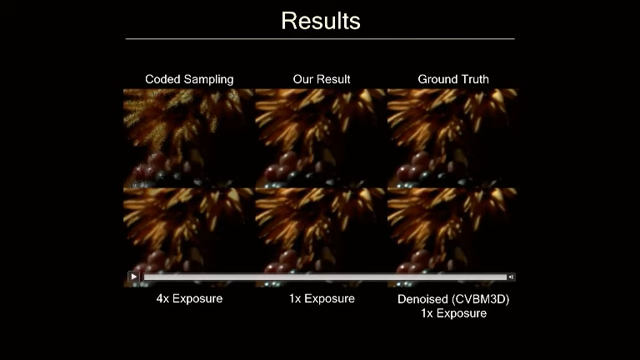 Results
Coded Sampling
Our Result
Ground Truth
4x Exposure
1x Exposure
Denoised (CVBM3D)
1x Exposure